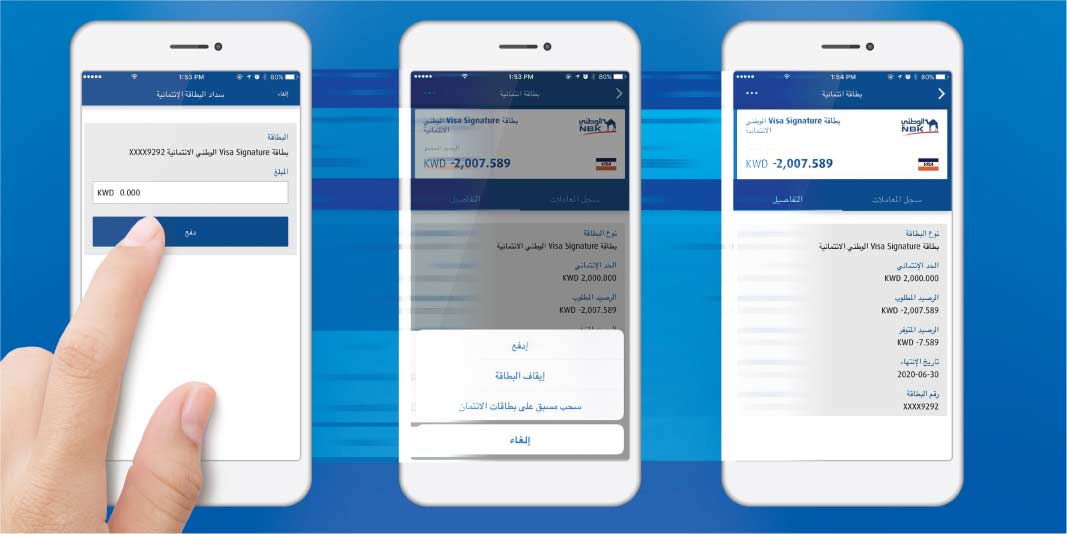 1:53 PM
80%
إلغاء
سداد البطاقة الإئتمانية
البطاقة
بطاقة Visa Signature الوطني الائتمانية XXXX9292
المبلغ
KWD 0.000
دفع
1:53 PM
80%
بطاقة ائتمانية
بطاقة Visa Signature الوطني
الائتمانية
الوطني
NBK
KWD -2,007.589
VISA
سجل المعاملات
التفاصيل
نوع البطاقة
بطاقة Visa Signature الوطني الائتمانية
الحد الإئتماني
KWD 2,000.000
الرصيد المطلوب
KWD -2,007.589
إدفع
إيقاف البطاقة
سحب مسبق على بطاقات الائتمان
إلغاء
1:54 PM
80%
بطاقة ائتمانية
بطاقة Visa Signature الوطني
الائتمانية
الوطني
NBK
KWD -2,007.589
VISA
سجل المعاملات
التفاصيل
نوع البطاقة
بطاقة Visa Signature الوطني الائتمانية
الحد الإئتماني
KWD 2,000.000
الرصيد المطلوب
KWD -2,007.589
الرصيد المتوفر
KWD -7.589
تاريخ الإنتهاء
2020-06-30
رقم البطاقة
XXXX9292